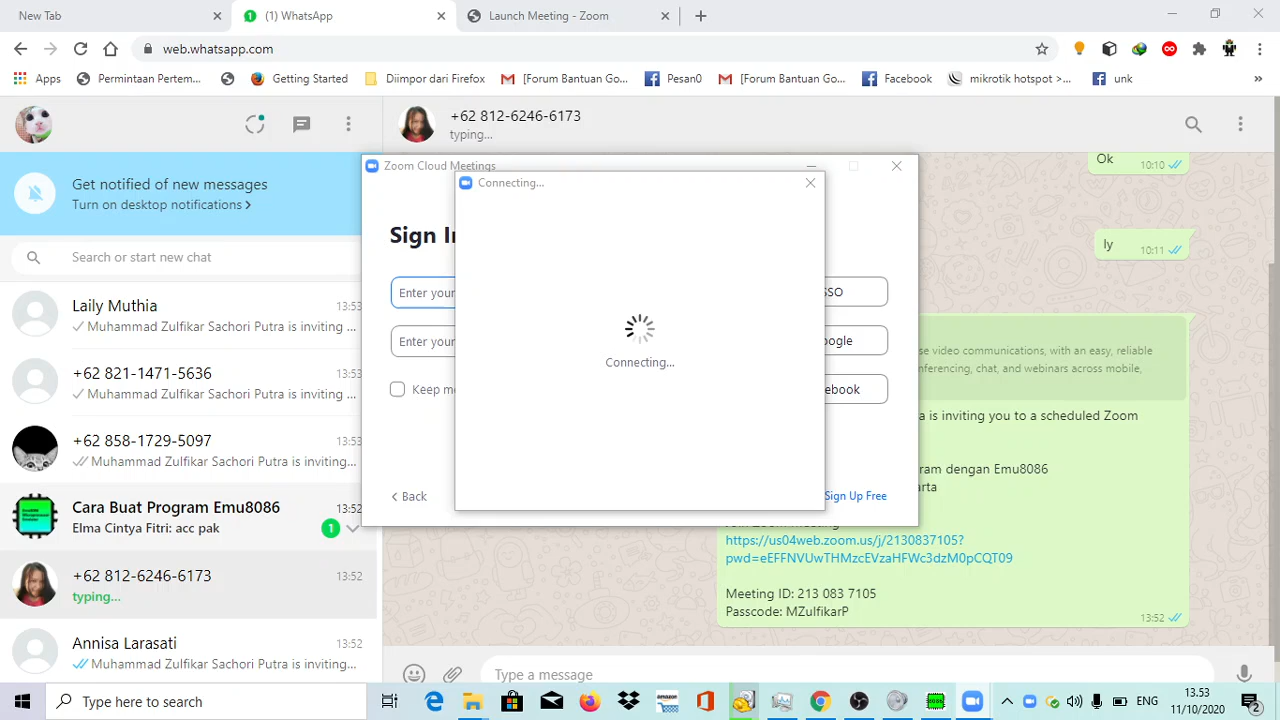 New Tab
(1) WhatsApp
Launch Meeting - Zoom
web.whatsapp.com
Apps
Permintaan Pertem...
Getting Started
Diimpor dari Firefox
[Forum Bantuan Go...
Pesan0
[Forum Bantuan Go...
Facebook
mikrotik hotspot >...
unk
»
+62 812-6246-6173
typing...
Get notified of new messages
Turn on desktop notifications >
Search or start new chat
Laily Muthia
13:53
Muhammad Zulfikar Sachori Putra is inviting ...
+62 821-1471-5636
13:53
Muhammad Zulfikar Sachori Putra is inviting ...
+62 858-1729-5097
13:53
Muhammad Zulfikar Sachori Putra is inviting...
Cara Buat Program Emu8086
13:52
Elma Cintya Fitri: acc pak
1
+62 812-6246-6173
13:52
typing...
Annisa Larasati
13:52
Muhammad Zulfikar Sachori Putra is inviting...
Zoom Cloud Meetings
Connecting...
Sign In
Enter your
Enter your
Keep me
< Back
Connecting...
SSO
oogle
ebook
Sign Up Free
Ok
10:10
ly
10:11
se video communications, with an easy, reliable
nferencing, chat, and webinars across mobile,
a is inviting you to a scheduled Zoom
ram dengan Emu8086
arta
https://us04web.zoom.us/j/2130837105?
pwd=eEFFNVUwTHMzcEVzaHFWc3dzM0pCQT09
Meeting ID: 213 083 7105
Passcode: MZulfikarP
13:52
Type a message
Type here to search
ENG
13.53
11/10/2020
2